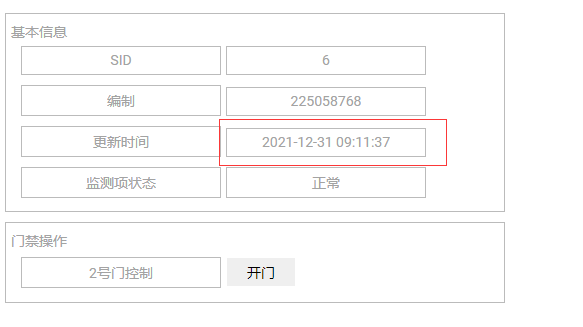 基本信息
SID 6
编制 225058768
更新时间 2021-12-31 09:11:37
监测项状态 正常
门禁操作
2号门控制 开门